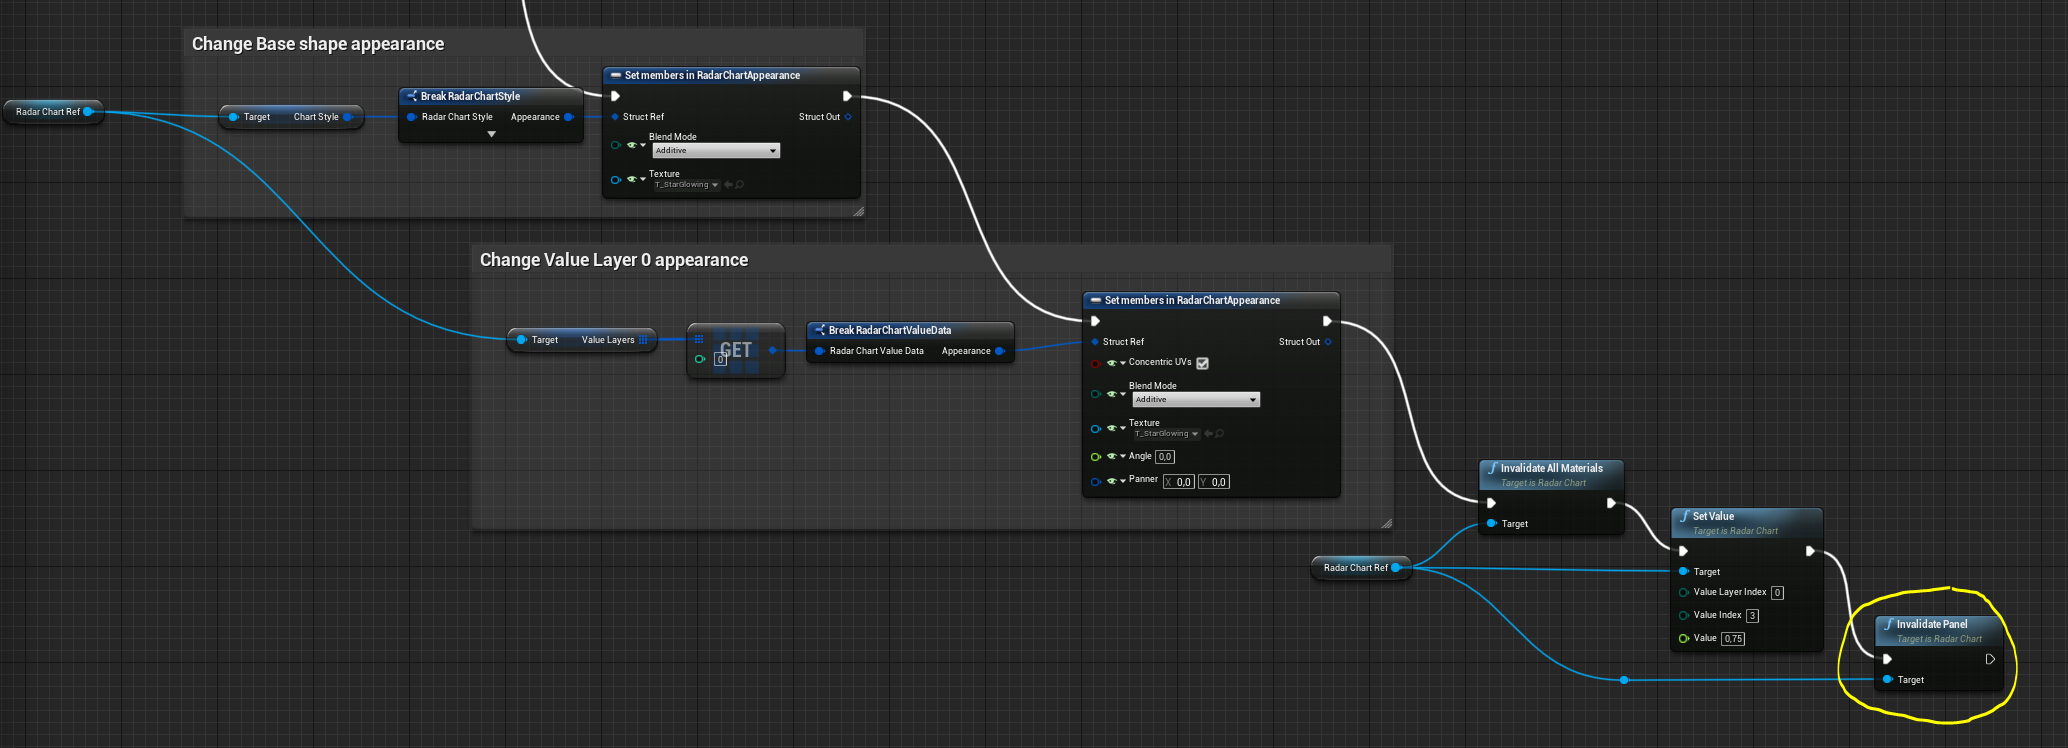 Change Base shape appearance
Radar Chart Ref
Target Chart Style
Break RadarChartStyle
Radar Chart Style Appearance
Set members in RadarChartAppearance
Struct Ref Struct Out
Blend Mode
Additive
Texture
T_StarGlowing
Change Value Layer 0 appearance
Target Value Layers
GET
0
Break RadarChartValueData
Radar Chart Value Data Appearance
Set members in RadarChartAppearance
Struct Ref Struct Out
Concentric UVs
Blend Mode
Additive
Texture
T_StarGlowing
Angle 0,0
Panner X 0,0 Y 0,0
Radar Chart Ref
f Invalidate All Materials
Target is Radar Chart
Target
f Set Value
Target is Radar Chart
Target
Value Layer Index 0
Value Index 3
Value 0,75
f Invalidate Panel
Target is Radar Chart
Target